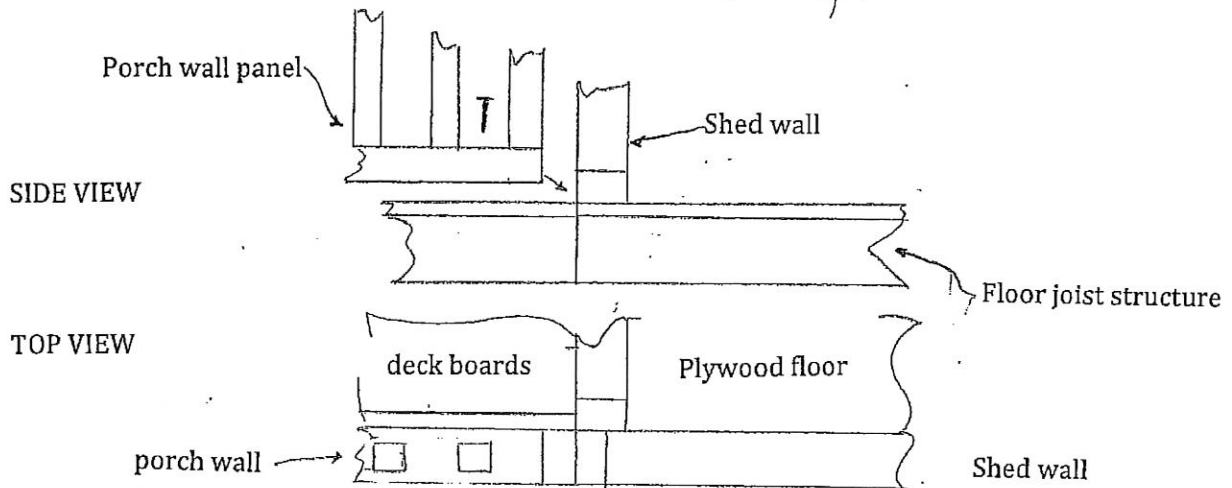 Porch wall panel
T
Shed wall
SIDE VIEW
Floor joist structure
TOP VIEW
deck boards
Plywood floor
porch wall
Shed wall